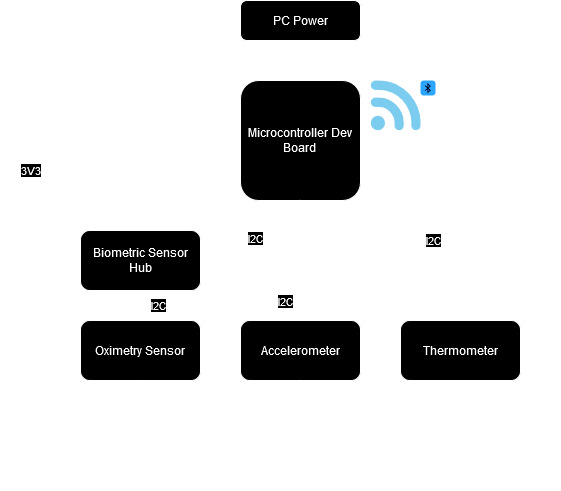 PC Power
Microcontroller Dev
Board
3V3
I2C
I2C
Biometric Sensor
Hub
I2C
I2C
Oximetry Sensor
Accelerometer
Thermometer